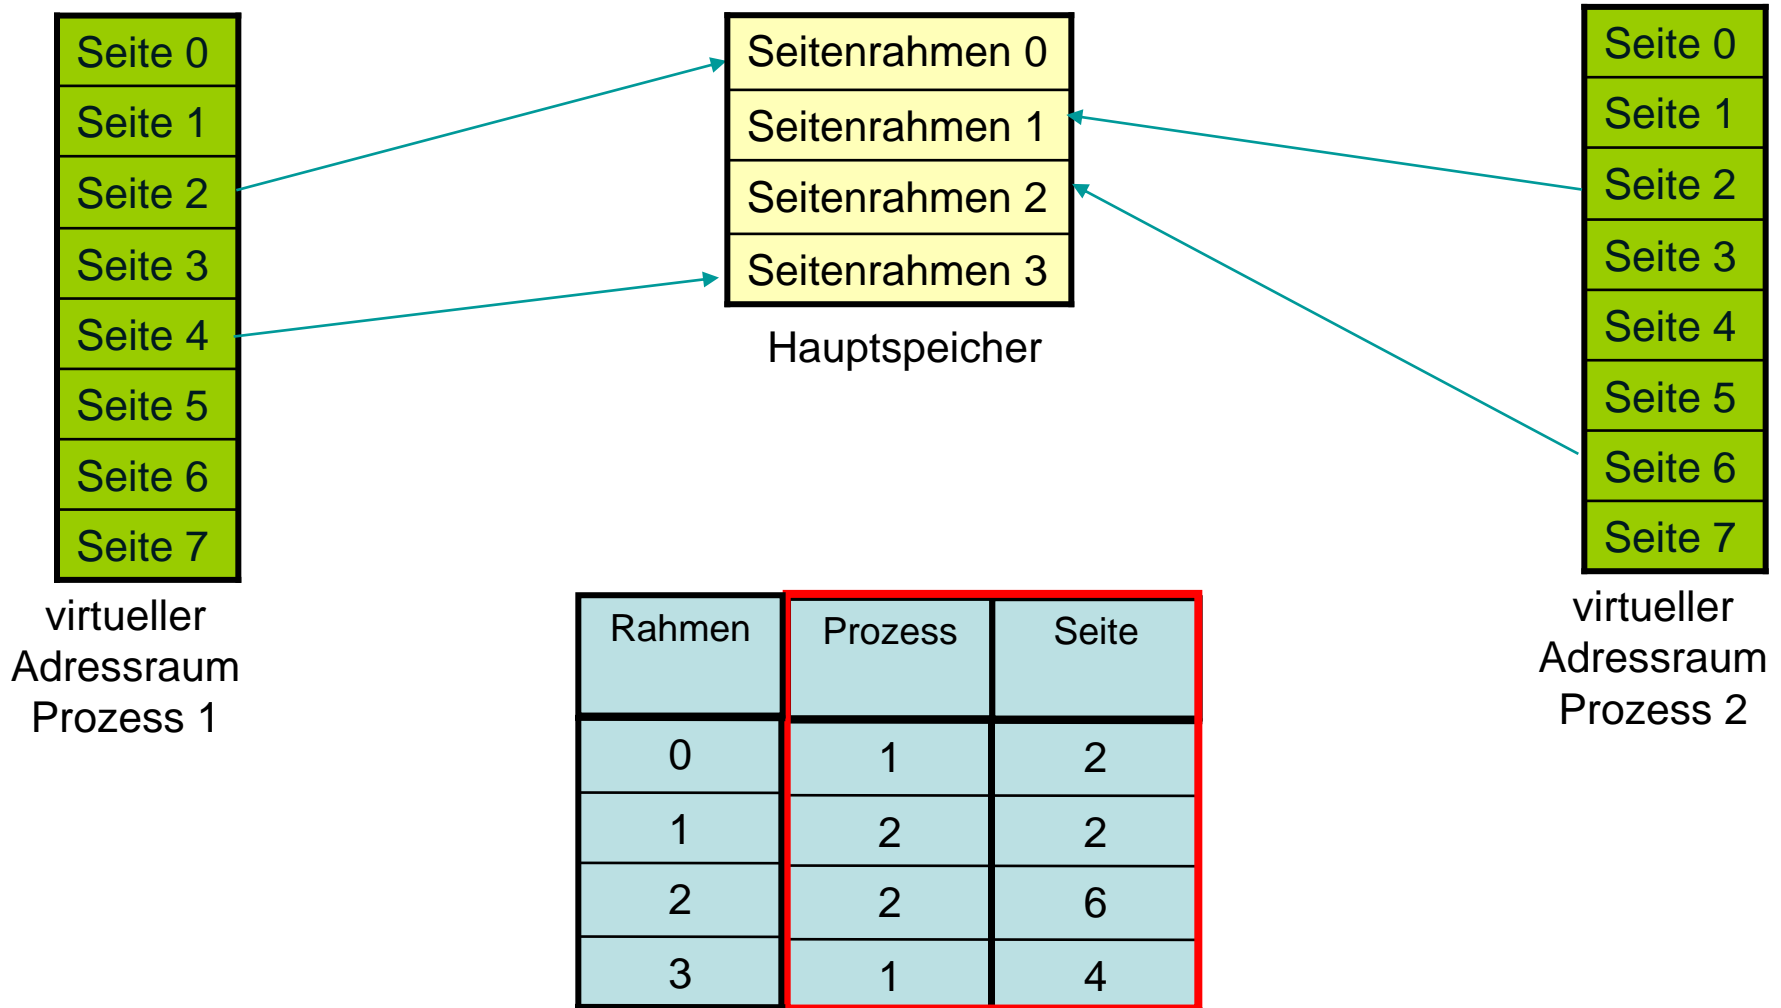 Seite 0
Seite 1
Seite 2
Seite 3
Seite 4
Seite 5
Seite 6
Seite 7
virtueller
Adressraum
Prozess 1
Seitenrahmen 0
Seitenrahmen 1
Seitenrahmen 2
Seitenrahmen 3
Hauptspeicher
Seite 0
Seite 1
Seite 2
Seite 3
Seite 4
Seite 5
Seite 6
Seite 7
virtueller
Adressraum
Prozess 2
Rahmen Prozess Seite
0 1 2
1 2 2
2 2 6
3 1 4